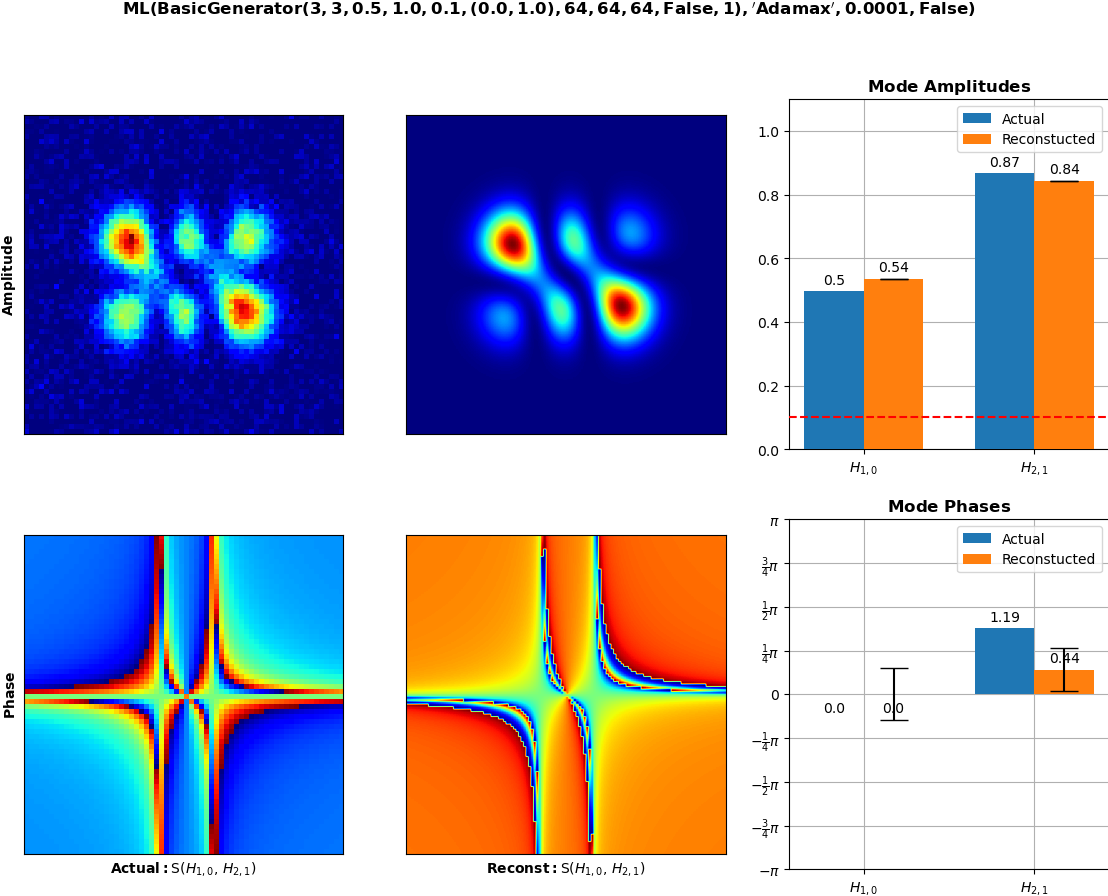 ML(BasicGenerator(3, 3, 0.5, 1.0, 0.1, (0.0, 1.0), 64, 64, 64, False, 1), ′Adamax′, 0.0001, False)
Amplitude
Mode Amplitudes
Actual
Reconstucted
1.0
0.8
0.6
0.4
0.2
0.0
0.5
0.54
0.87
0.84
H1, 0
H2, 1
Phase
Actual: S(H1, 0, H2, 1)
Reconst: S(H1, 0, H2, 1)
Mode Phases
Actual
Reconstucted
π
3/4π
1/2π
1/4π
0
−1/4π
−1/2π
−3/4π
−π
0.0
0.0
1.19
0.44
H1, 0
H2, 1